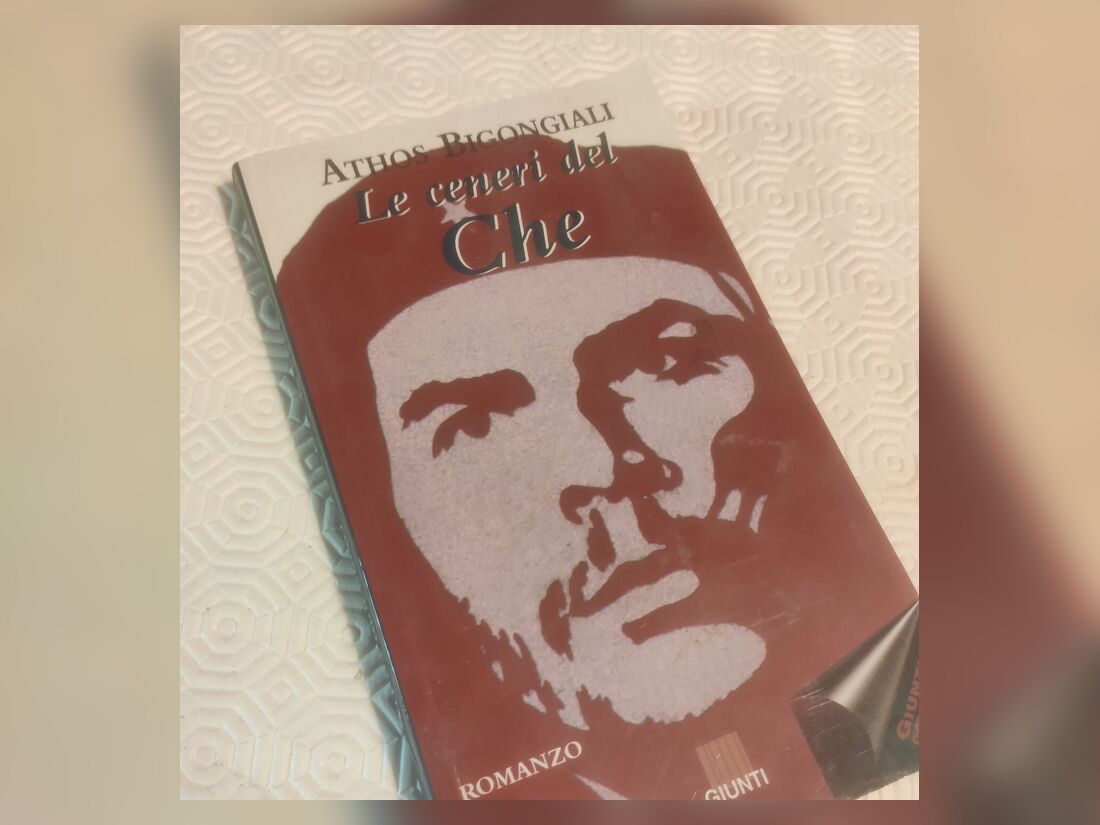 ATHOS BIGONGIALI
Le ceneri del
Che
ROMANZO
GIUNTI